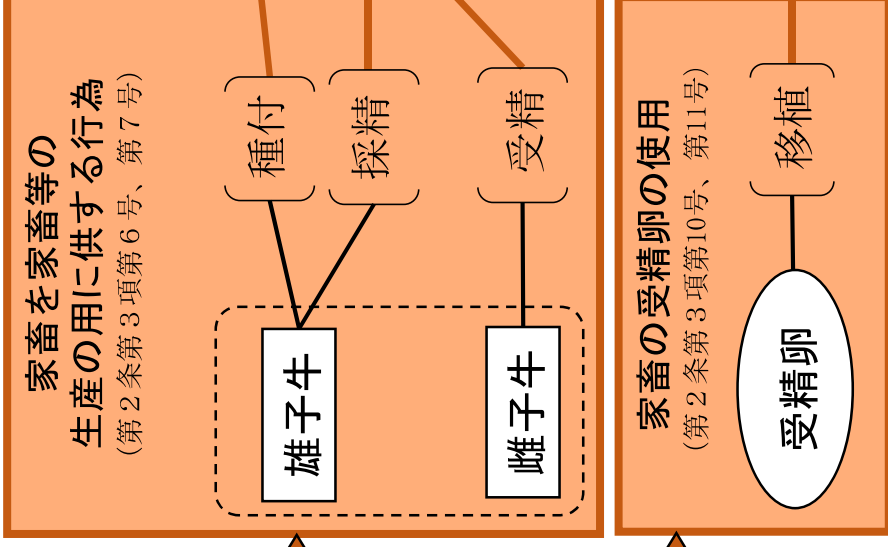 家畜を家畜等の
生産の用に供する行為
(第２条第３項第６号、第７号)
種付
採精
受精
雄子牛
雌子牛
家畜の受精卵の使用
(第２条第３項第10号、第11号)
移植
受精卵